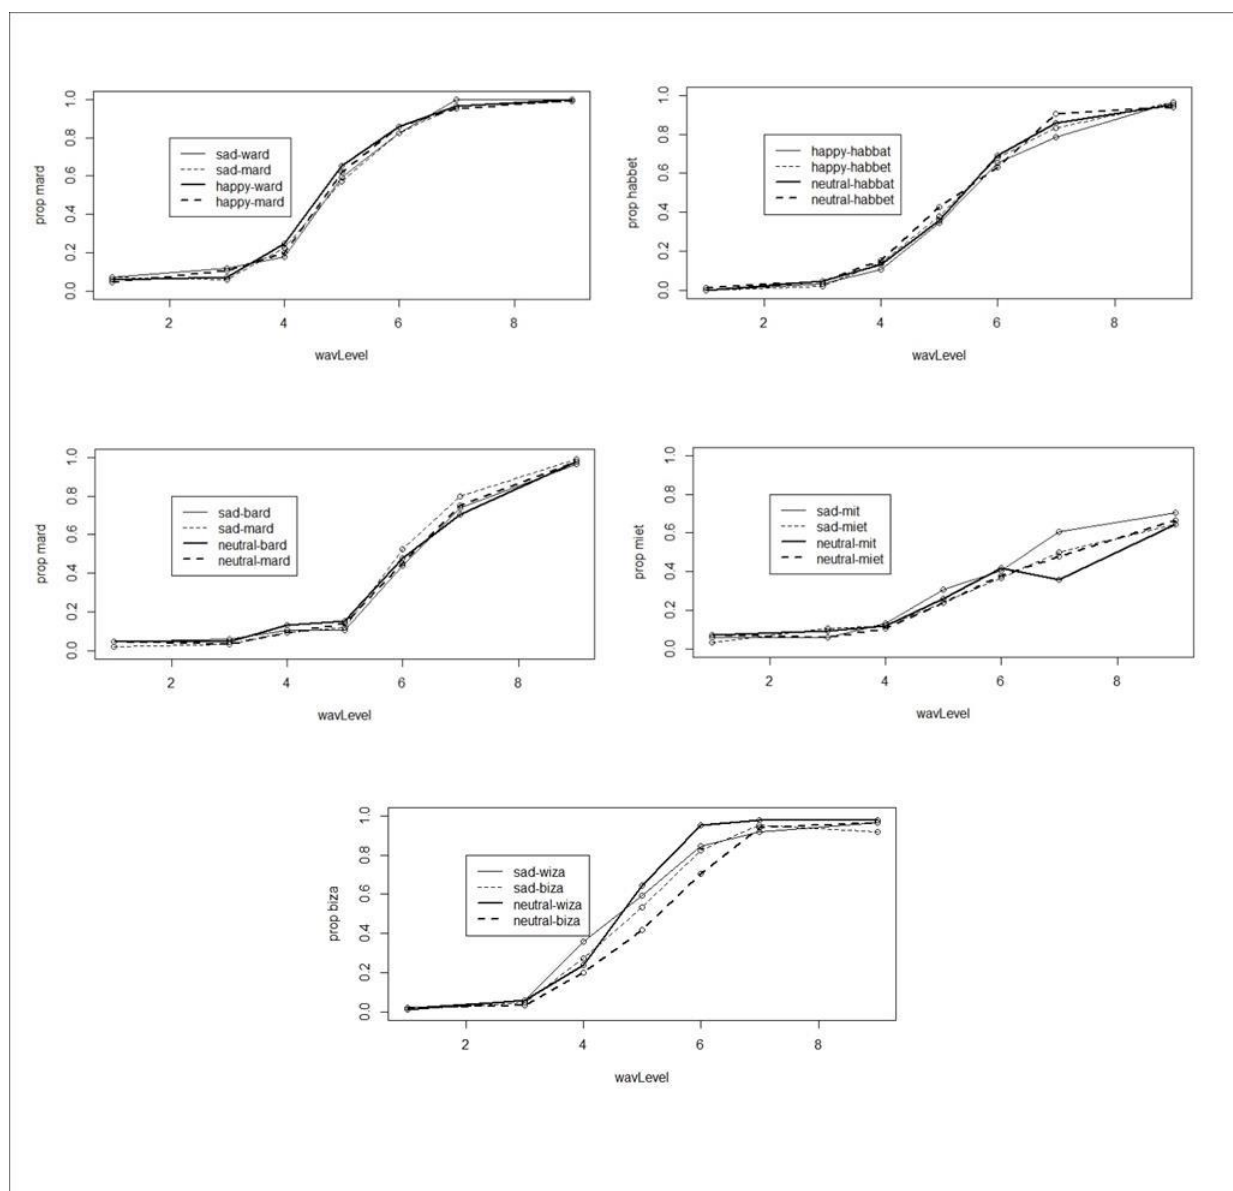 prop mard
1.0
0.8
0.6
0.4
0.2
0.0
sad-ward
sad-mard
happy-ward
happy-mard
2 4 6 8
wavLevel
prop habbet
1.0
0.8
0.6
0.4
0.2
0.0
happy-habbat
happy-habbet
neutral-habbat
neutral-habbet
2 4 6 8
wavLevel
prop mard
1.0
0.8
0.6
0.4
0.2
0.0
sad-bard
sad-mard
neutral-bard
neutral-mard
2 4 6 8
wavLevel
prop miet
1.0
0.8
0.6
0.4
0.2
0.0
sad-mit
sad-miet
neutral-mit
neutral-miet
2 4 6 8
wavLevel
prop biza
1.0
0.8
0.6
0.4
0.2
0.0
sad-wiza
sad-biza
neutral-wiza
neutral-biza
2 4 6 8
wavLevel